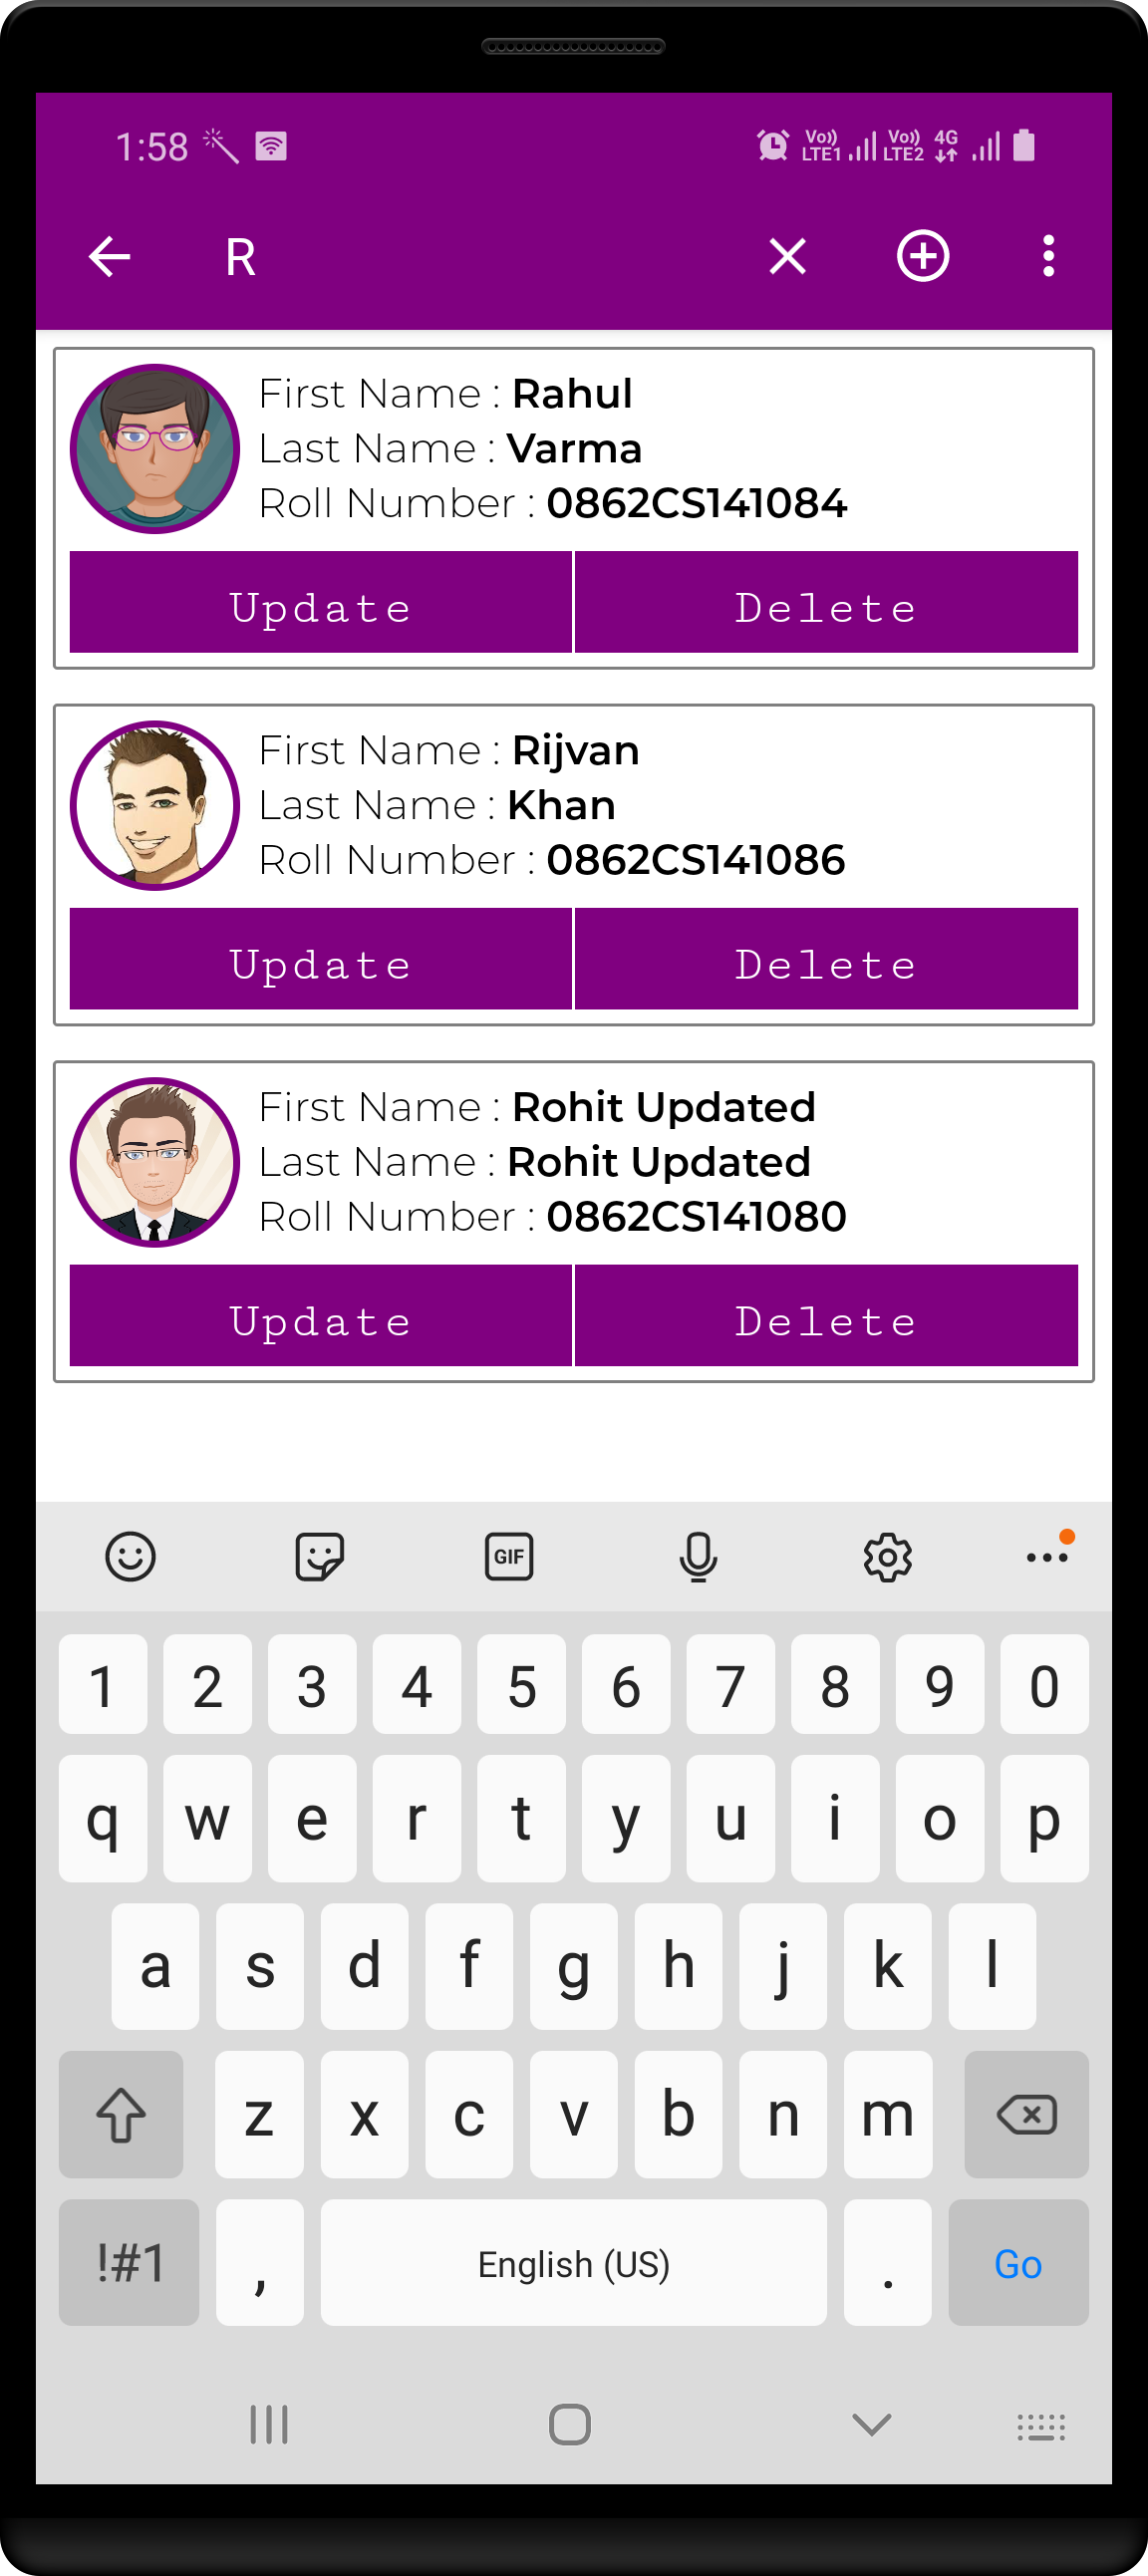 1:58 Vo)) LTE1 Vo)) LTE2 4G
R
First Name : Rahul
Last Name : Varma
Roll Number : 0862CS141084
Update Delete
First Name : Rijvan
Last Name : Khan
Roll Number : 0862CS141086
Update Delete
First Name : Rohit Updated
Last Name : Rohit Updated
Roll Number : 0862CS141080
Update Delete
GIF
1 2 3 4 5 6 7 8 9 0
q w e r t y u i o p
a s d f g h j k l
z x c v b n m
!#1 , English (US) . Go